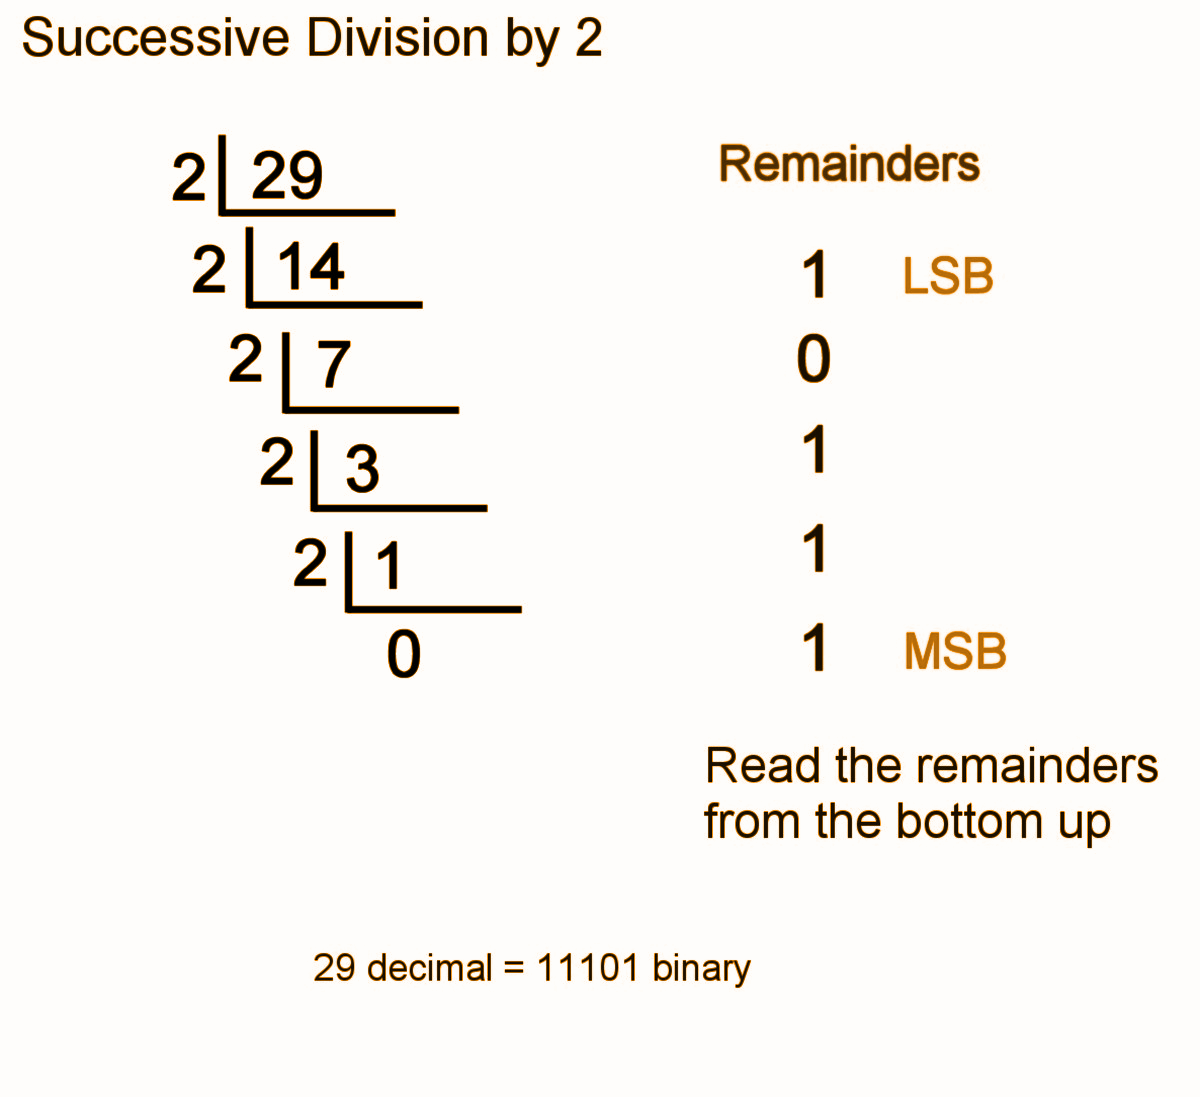 Successive Division by 2
2 29
Remainders
2 14
1 LSB
2 7
0
2 3
1
2 1
1
0
1 MSB
Read the remainders
from the bottom up
29 decimal = 11101 binary